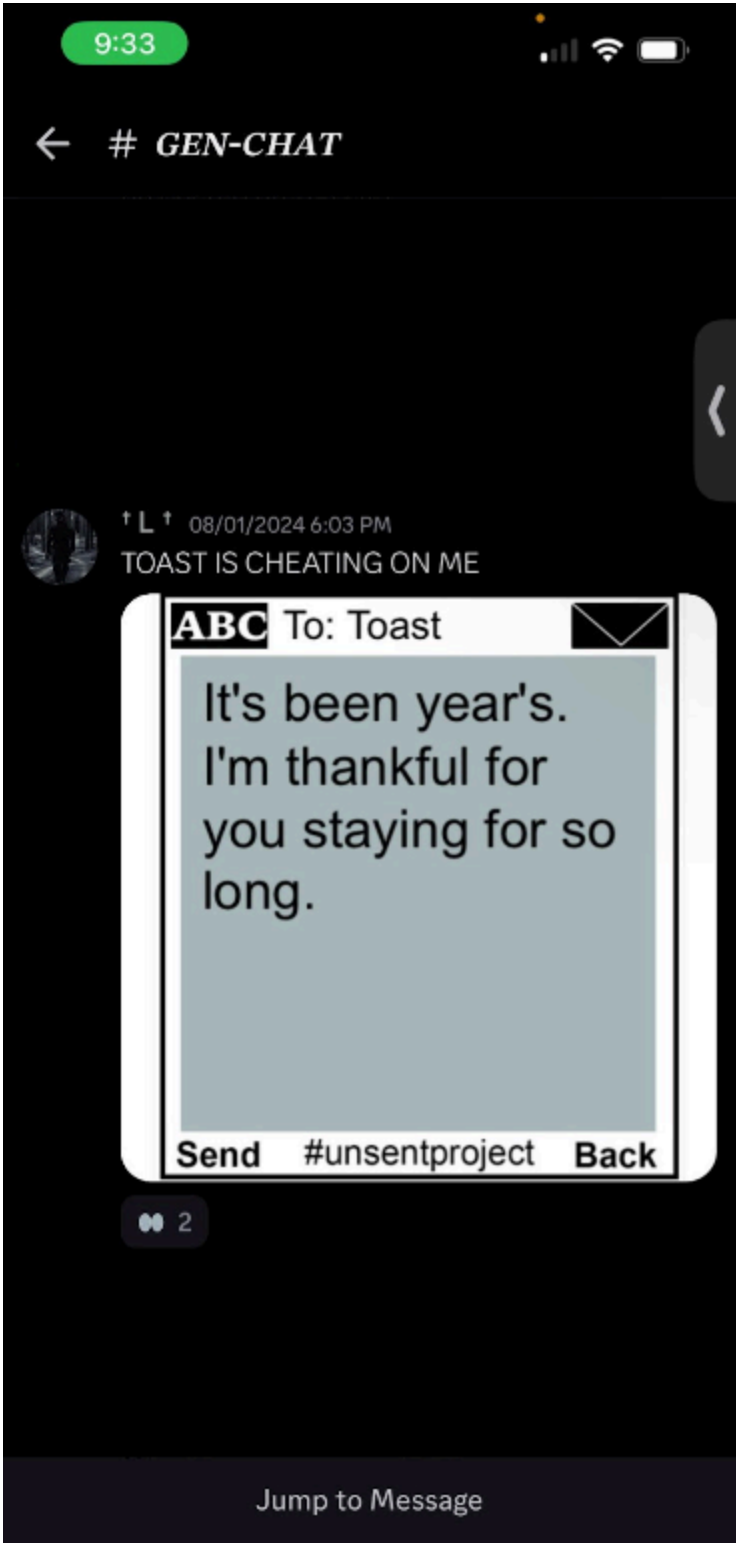 9:33
# GEN-CHAT
† L † 08/01/2024 6:03 PM
TOAST IS CHEATING ON ME
ABC To: Toast
It's been year's.
I'm thankful for
you staying for so
long.
Send #unsentproject Back
2
Jump to Message